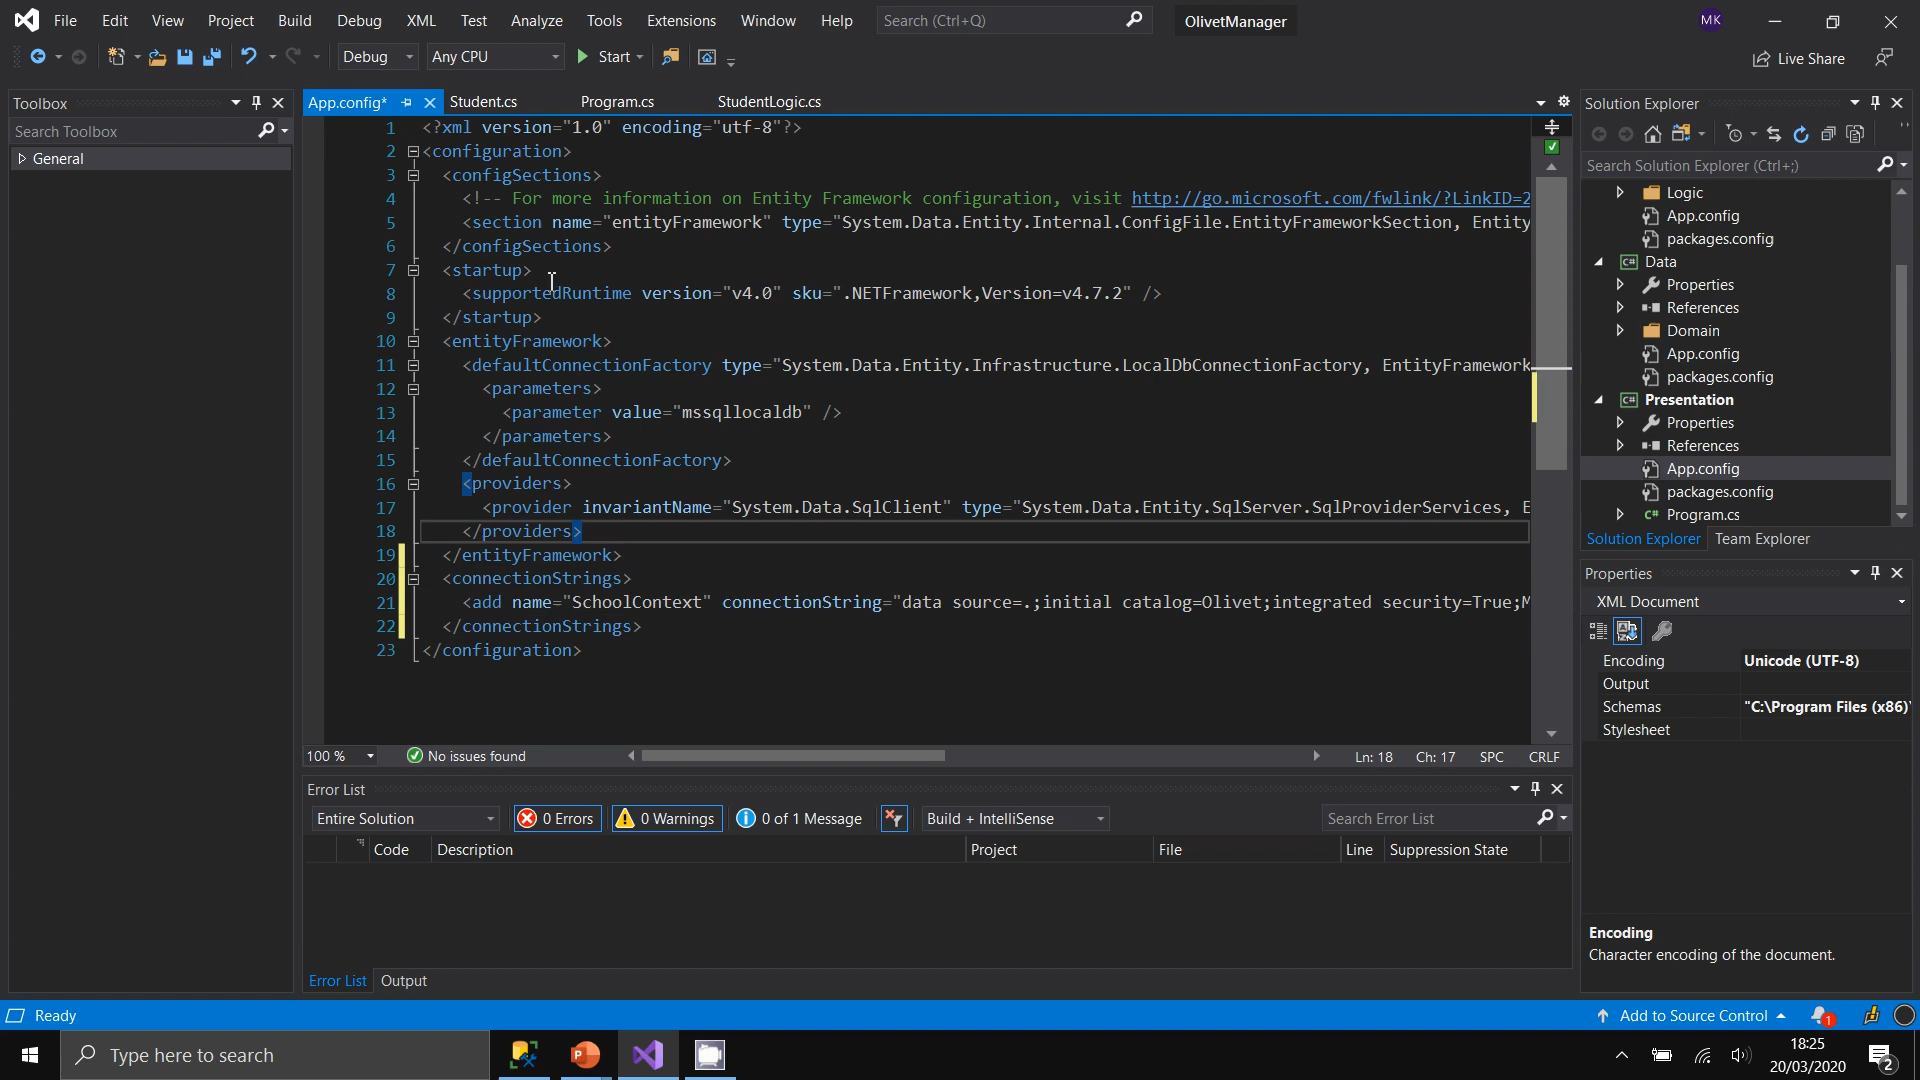 File Edit View Project Build Debug XML Test Analyze Tools Extensions Window Help Search (Ctrl+Q) OlivetManager MK
Debug Any CPU Start Live Share
Toolbox
Search Toolbox
General
App.config* Student.cs Program.cs StudentLogic.cs
1 <?xml version="1.0" encoding="utf-8"?>
2 <configuration>
3 <configSections>
4 <!-- For more information on Entity Framework configuration, visit http://go.microsoft.com/fwlink/?LinkID=2
5 <section name="entityFramework" type="System.Data.Entity.Internal.ConfigFile.EntityFrameworkSection, Entity
6 </configSections>
7 <startup>
8 <supportedRuntime version="v4.0" sku=".NETFramework,Version=v4.7.2" />
9 </startup>
10 <entityFramework>
11 <defaultConnectionFactory type="System.Data.Entity.Infrastructure.LocalDbConnectionFactory, EntityFramework
12 <parameters>
13 <parameter value="mssqllocaldb" />
14 </parameters>
15 </defaultConnectionFactory>
16 <providers>
17 <provider invariantName="System.Data.SqlClient" type="System.Data.Entity.SqlServer.SqlProviderServices, E
18 </providers>
19 </entityFramework>
20 <connectionStrings>
21 <add name="SchoolContext" connectionString="data source=.;initial catalog=Olivet;integrated security=True;M
22 </connectionStrings>
23 </configuration>
100 % No issues found Ln: 18 Ch: 17 SPC CRLF
Error List
Entire Solution 0 Errors 0 Warnings 0 of 1 Message Build + IntelliSense Search Error List
Code Description Project File Line Suppression State
Error List Output
Solution Explorer
Search Solution Explorer (Ctrl+;)
Logic
App.config
packages.config
C# Data
Properties
References
Domain
App.config
packages.config
C# Presentation
Properties
References
App.config
packages.config
C# Program.cs
Solution Explorer Team Explorer
Properties
XML Document
Encoding Unicode (UTF-8)
Output
Schemas "C:\Program Files (x86)\
Stylesheet
Encoding
Character encoding of the document.
Ready Add to Source Control 1
Type here to search
18:25
20/03/2020
2